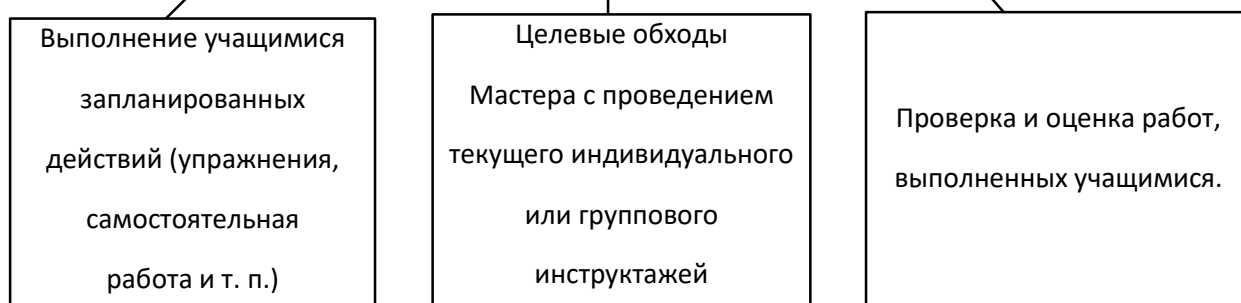 Выполнение учащимися
запланированных
действий (упражнения,
самостоятельная
работа и т. п.)
Целевые обходы
Мастера с проведением
текущего индивидуального
или группового
инструктажей
Проверка и оценка работ,
выполненных учащимися.